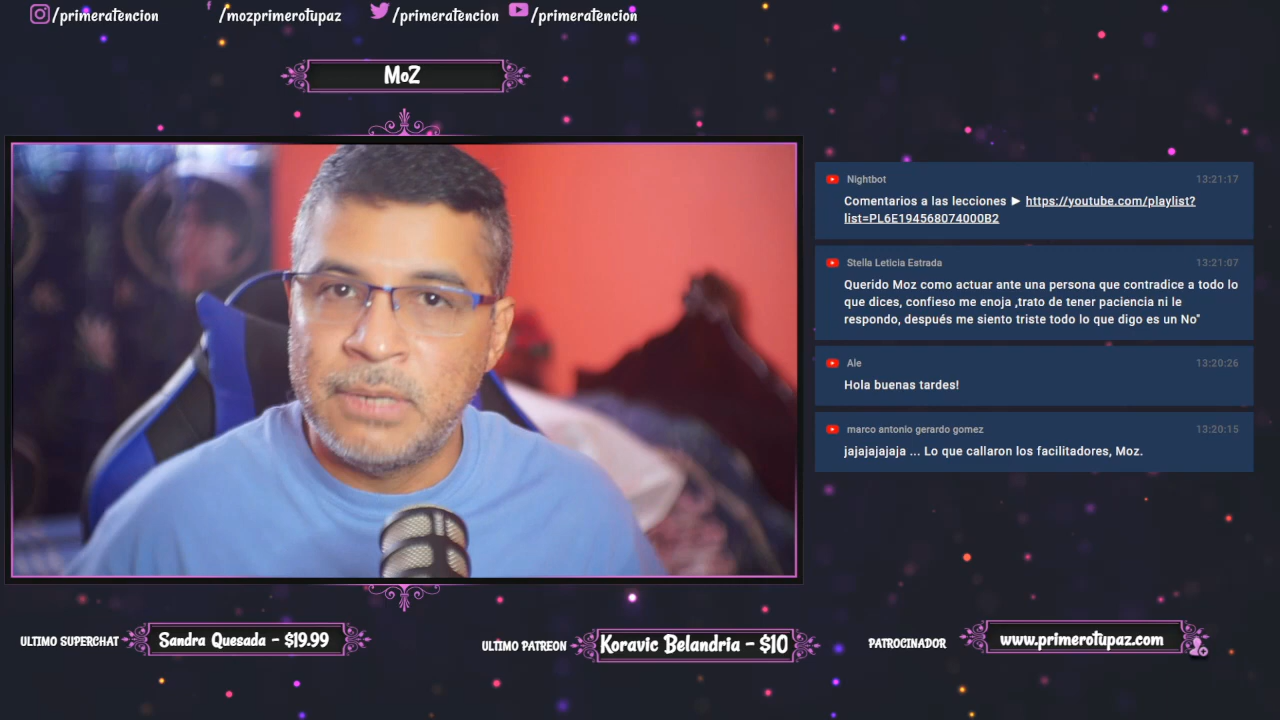 /primeratencion
/mozprimerotupaz
/primeratencion
/primeratencion
MoZ
Nightbot 13:21:17
Comentarios a las lecciones ► https://youtube.com/playlist?
list=PL6E194568074000B2
Stella Leticia Estrada 13:21:07
Querido Moz como actuar ante una persona que contradice a todo lo
que dices, confieso me enoja ,trato de tener paciencia ni le
respondo, después me siento triste todo lo que digo es un No"
Ale 13:20:26
Hola buenas tardes!
marco antonio gerardo gomez 13:20:15
jajajajajaja ... Lo que callaron los facilitadores, Moz.
ULTIMO SUPERCHAT Sandra Quesada - $19.99
ULTIMO PATREON Koravic Belandria - $10
PATROCINADOR www.primerotupaz.com